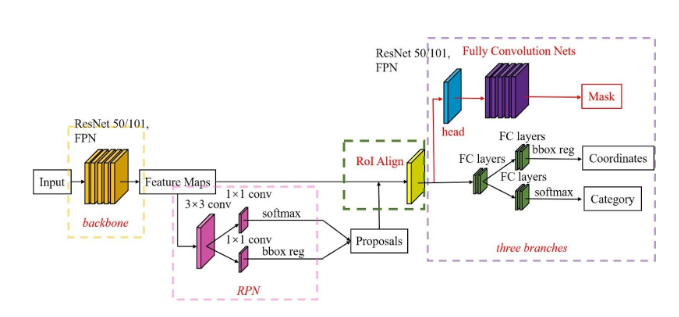 ResNet 50/101,
FPN
Fully Convolution Nets
Mask
head
ResNet 50/101,
FPN
Input
backbone
Feature Maps
RoI Align
FC layers
FC layers
bbox reg
Coordinates
FC layers
softmax
Category
three branches
3×3 conv
1×1 conv
softmax
1×1 conv
bbox reg
RPN
Proposals